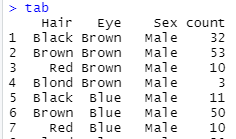 > tab
Hair Eye Sex count
1 Black Brown Male 32
2 Brown Brown Male 53
3 Red Brown Male 10
4 Blond Brown Male 3
5 Black Blue Male 11
6 Brown Blue Male 50
7 Red Blue Male 10